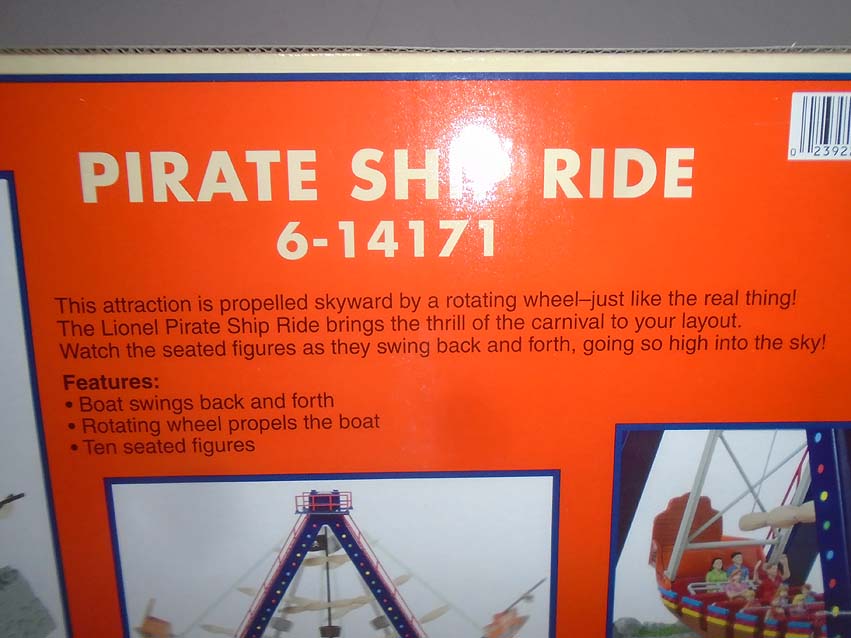 PIRATE SHIP RIDE
6-14171
0 2392
This attraction is propelled skyward by a rotating wheel–just like the real thing!
The Lionel Pirate Ship Ride brings the thrill of the carnival to your layout.
Watch the seated figures as they swing back and forth, going so high into the sky!
Features:
• Boat swings back and forth
• Rotating wheel propels the boat
• Ten seated figures